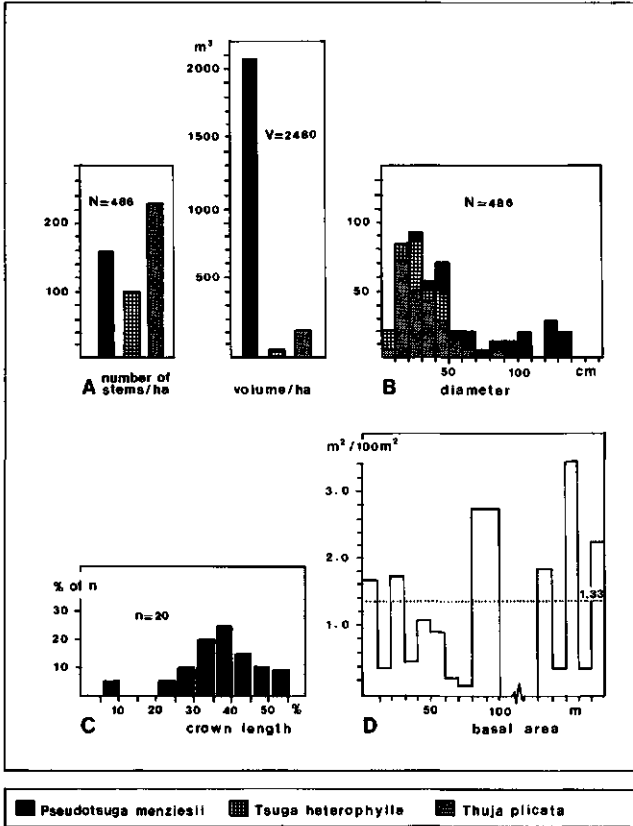 m³
2000
1500
1000
500
V=2480
volume/ha
N=486
200
100
A number of
stems/ha
N=486
100
50
50 100 cm
B diameter
% of n
n=20
30
20
10
10 20 30 40 50 %
C crown length
m²/100m²
3.0
2.0
1.0
1.33
50 100 m
D basal area
Pseudotsuga menziesii Tsuga heterophylla Thuja plicata